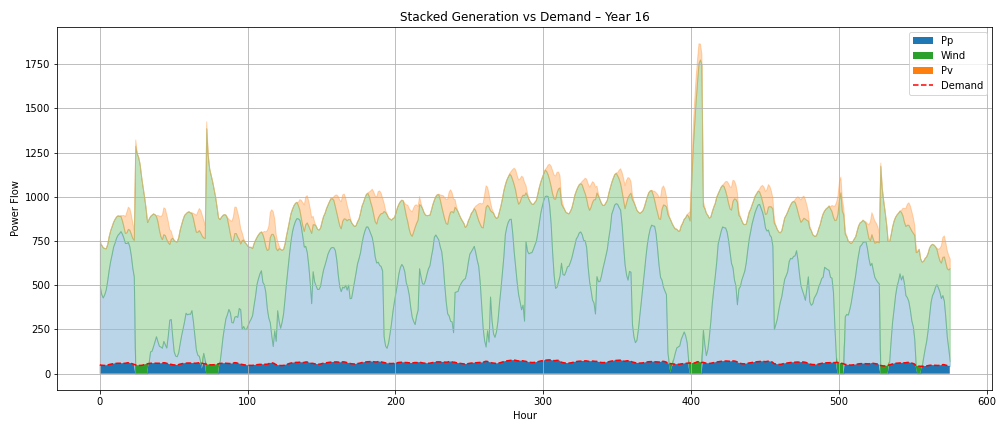 Stacked Generation vs Demand – Year 16
Pp
Wind
Pv
Demand
Power Flow
1750
1500
1250
1000
750
500
250
0
0 100 200 300 400 500 600
Hour